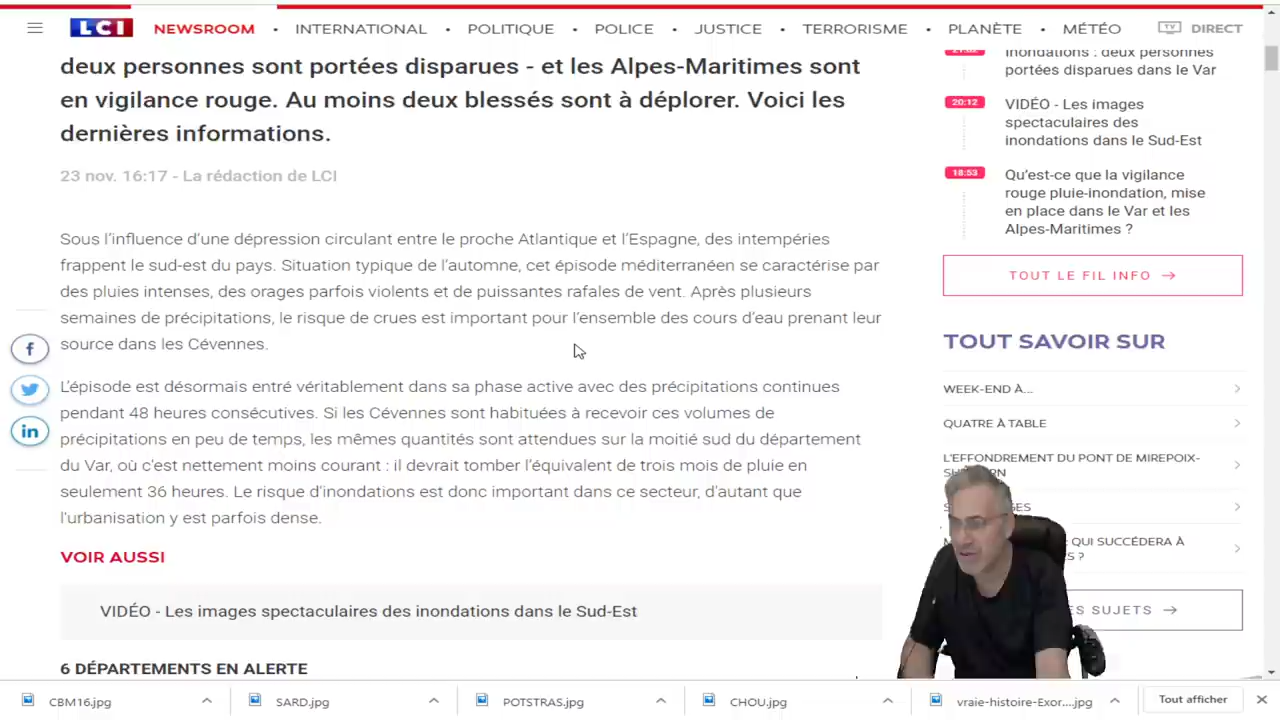 LCI
NEWSROOM • INTERNATIONAL • POLITIQUE • POLICE • JUSTICE • TERRORISME • PLANÈTE • MÉTÉO
TV DIRECT
deux personnes sont portées disparues - et les Alpes-Maritimes sont
en vigilance rouge. Au moins deux blessés sont à déplorer. Voici les
dernières informations.
23 nov. 16:17 - La rédaction de LCI
Sous l'influence d'une dépression circulant entre le proche Atlantique et l'Espagne, des intempéries
frappent le sud-est du pays. Situation typique de l'automne, cet épisode méditerranéen se caractérise par
des pluies intenses, des orages parfois violents et de puissantes rafales de vent. Après plusieurs
semaines de précipitations, le risque de crues est important pour l'ensemble des cours d'eau prenant leur
source dans les Cévennes.
f
in
L'épisode est désormais entré véritablement dans sa phase active avec des précipitations continues
pendant 48 heures consécutives. Si les Cévennes sont habituées à recevoir ces volumes de
précipitations en peu de temps, les mêmes quantités sont attendues sur la moitié sud du département
du Var, où c'est nettement moins courant : il devrait tomber l'équivalent de trois mois de pluie en
seulement 36 heures. Le risque d'inondations est donc important dans ce secteur, d'autant que
l'urbanisation y est parfois dense.
VOIR AUSSI
VIDÉO - Les images spectaculaires des inondations dans le Sud-Est
6 DÉPARTEMENTS EN ALERTE
inondations : deux personnes
portées disparues dans le Var
20:12
VIDÉO - Les images
spectaculaires des
inondations dans le Sud-Est
18:53
Qu'est-ce que la vigilance
rouge pluie-inondation, mise
en place dans le Var et les
Alpes-Maritimes ?
TOUT LE FIL INFO →
TOUT SAVOIR SUR
WEEK-END À...
QUATRE À TABLE
L'EFFONDREMENT DU PONT DE MIREPOIX-
QUI SUCCÉDERA À
?
SUJETS →
CBM16.jpg
SARD.jpg
POTSTRAS.jpg
CHOU.jpg
vraie-histoire-Exor....jpg
Tout afficher